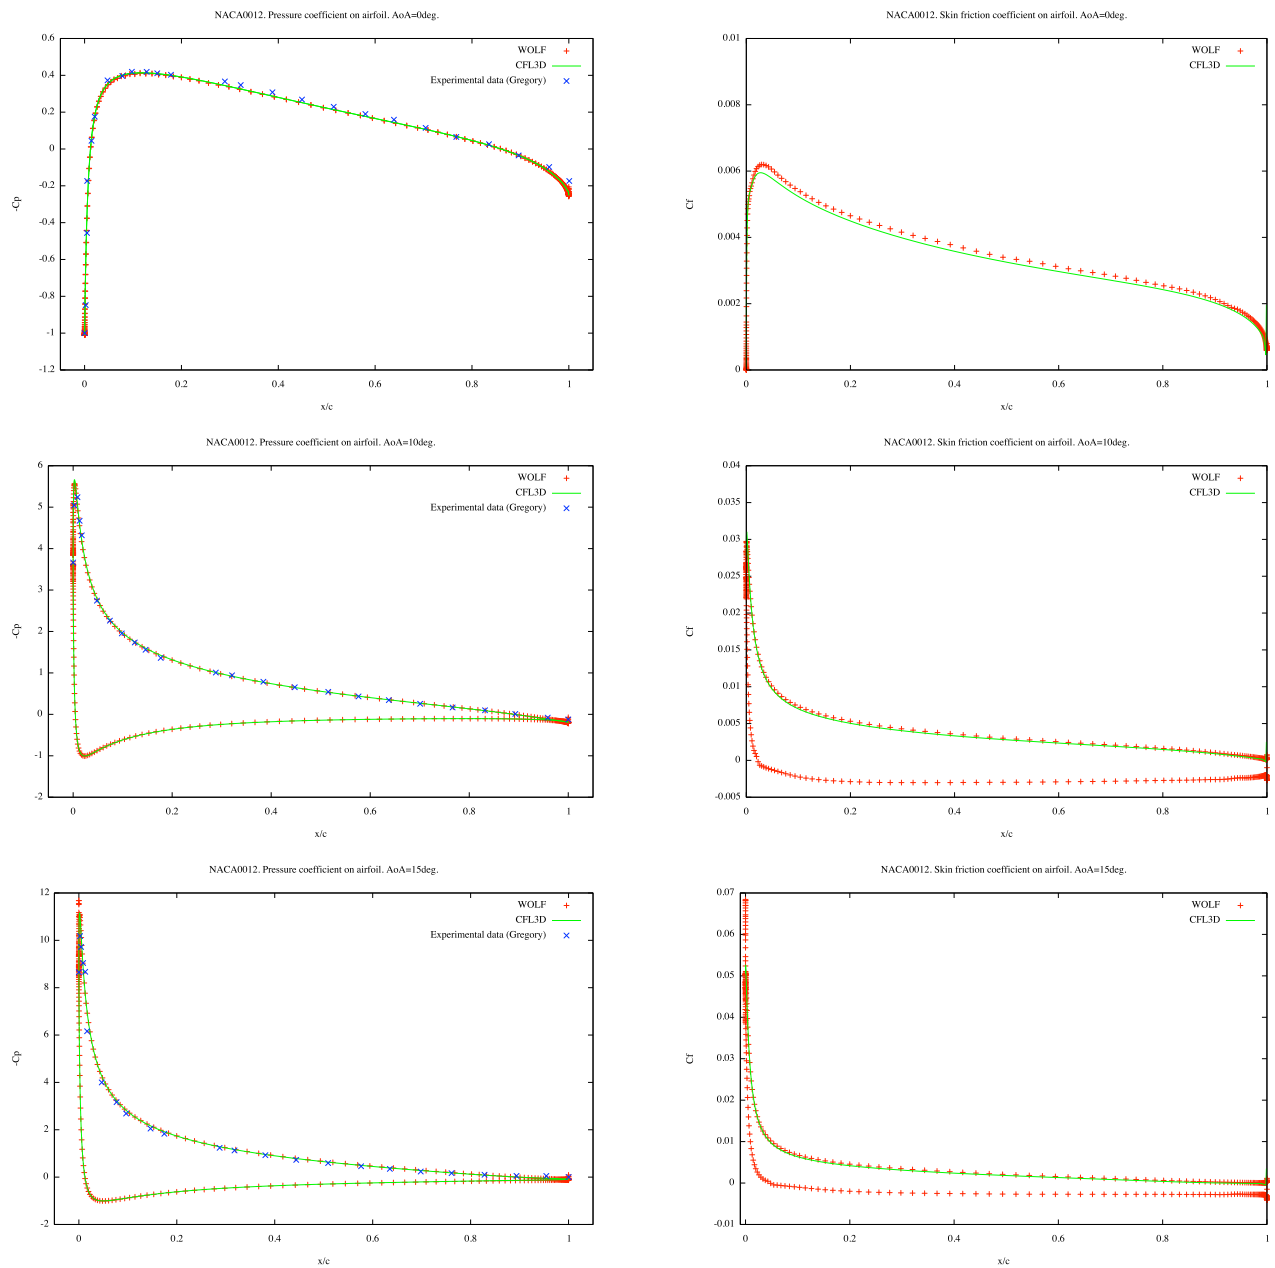 NACA0012. Pressure coefficient on airfoil. AoA=0deg.
0.6
0.4
0.2
0
-0.2
-0.4
-0.6
-0.8
-1
-1.2
-Cp
WOLF
CFL3D
Experimental data (Gregory)
0 0.2 0.4 0.6 0.8 1
x/c
NACA0012. Skin friction coefficient on airfoil. AoA=0deg.
0.01
0.008
0.006
0.004
0.002
0
Cf
WOLF
CFL3D
0 0.2 0.4 0.6 0.8 1
x/c
NACA0012. Pressure coefficient on airfoil. AoA=10deg.
6
5
4
3
2
1
0
-1
-2
-Cp
WOLF
CFL3D
Experimental data (Gregory)
0 0.2 0.4 0.6 0.8 1
x/c
NACA0012. Skin friction coefficient on airfoil. AoA=10deg.
0.04
0.035
0.03
0.025
0.02
0.015
0.01
0.005
0
-0.005
Cf
WOLF
CFL3D
0 0.2 0.4 0.6 0.8 1
x/c
NACA0012. Pressure coefficient on airfoil. AoA=15deg.
12
10
8
6
4
2
0
-2
-Cp
WOLF
CFL3D
Experimental data (Gregory)
0 0.2 0.4 0.6 0.8 1
x/c
NACA0012. Skin friction coefficient on airfoil. AoA=15deg.
0.07
0.06
0.05
0.04
0.03
0.02
0.01
0
-0.01
Cf
WOLF
CFL3D
0 0.2 0.4 0.6 0.8 1
x/c